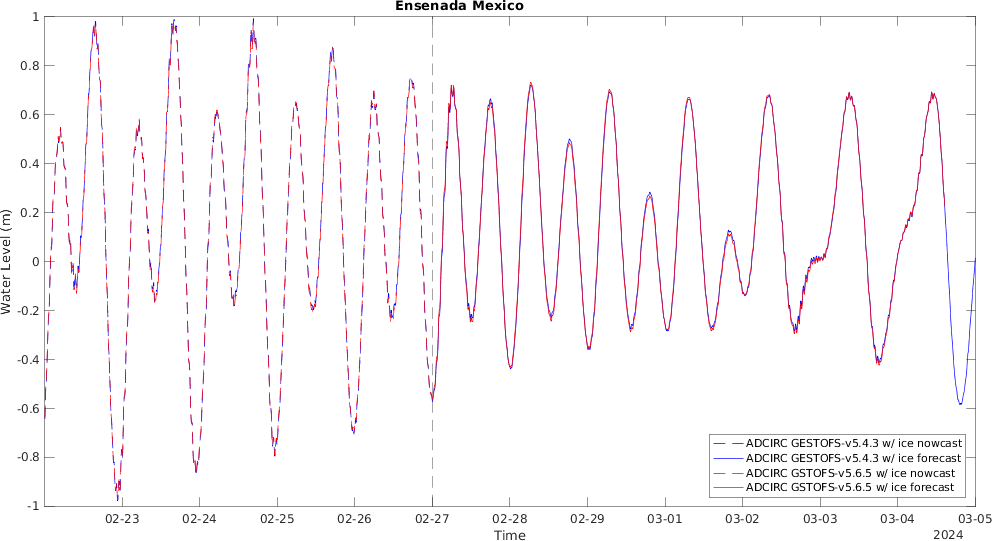 Ensenada Mexico
1
0.8
0.6
0.4
0.2
0
-0.2
-0.4
-0.6
-0.8
-1
Water Level (m)
ADCIRC GESTOFS-v5.4.3 w/ ice nowcast
ADCIRC GESTOFS-v5.4.3 w/ ice forecast
ADCIRC GSTOFS-v5.6.5 w/ ice nowcast
ADCIRC GSTOFS-v5.6.5 w/ ice forecast
02-23 02-24 02-25 02-26 02-27 02-28 02-29 03-01 03-02 03-03 03-04 03-05
Time
2024